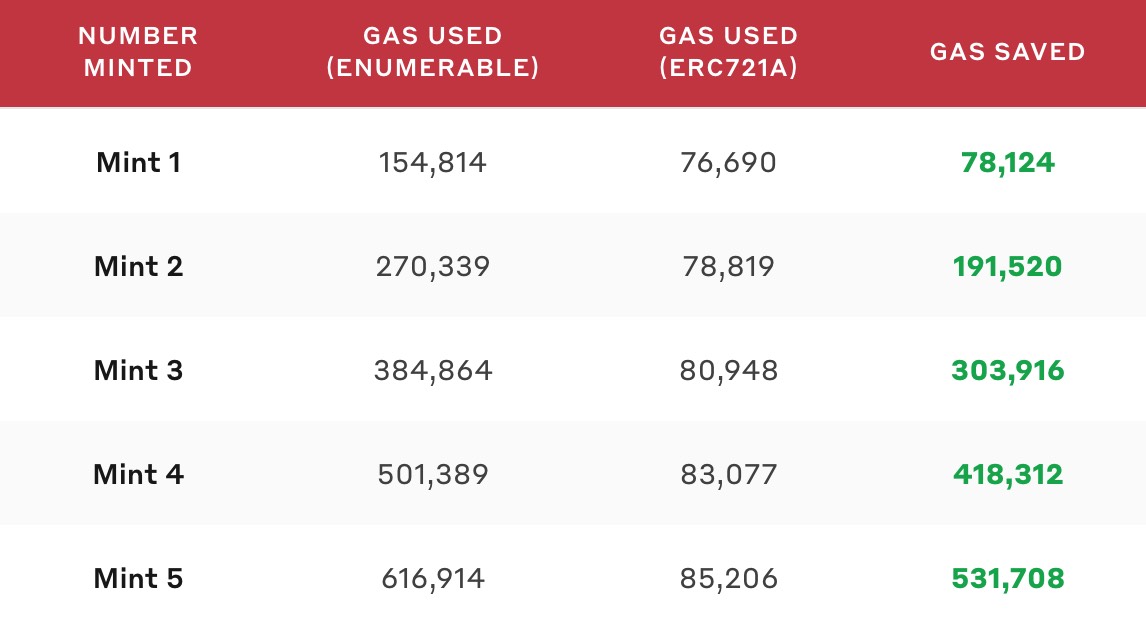 NUMBER MINTED GAS USED (ENUMERABLE) GAS USED (ERC721A) GAS SAVED
Mint 1 154,814 76,690 78,124
Mint 2 270,339 78,819 191,520
Mint 3 384,864 80,948 303,916
Mint 4 501,389 83,077 418,312
Mint 5 616,914 85,206 531,708